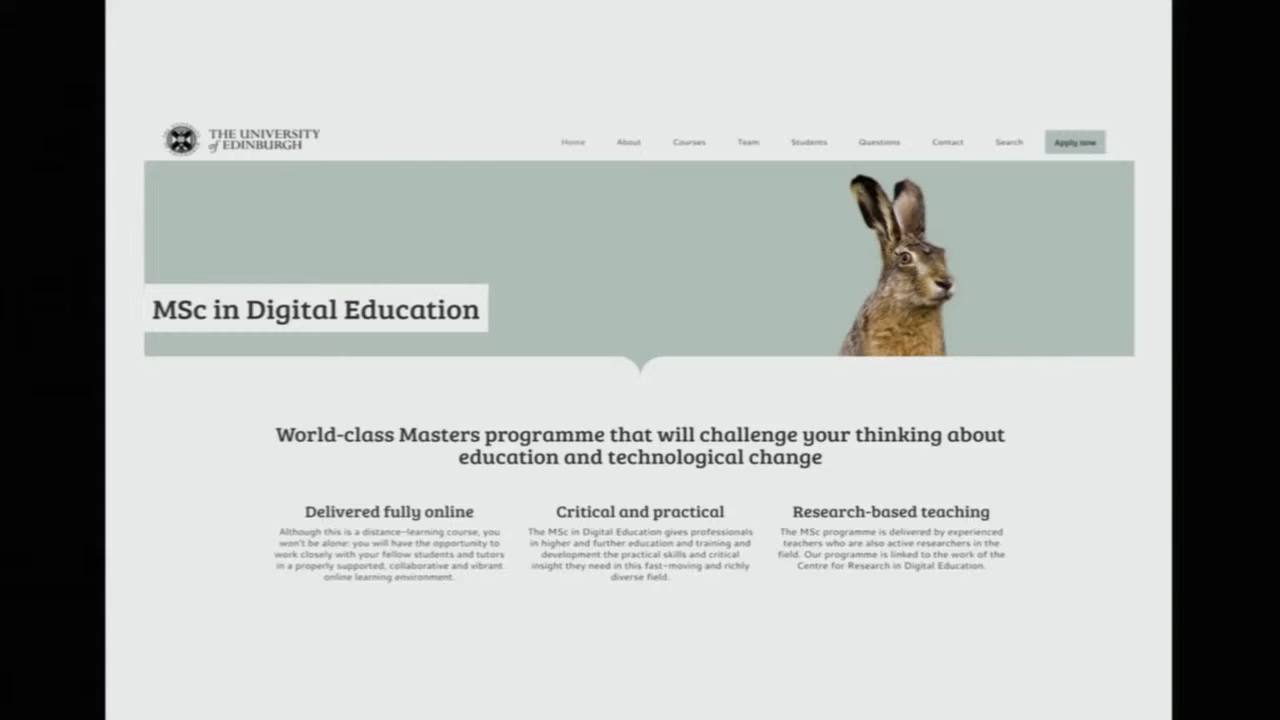 THE UNIVERSITY
of EDINBURGH
Home About Courses Team Students Questions Contact Search Apply now
MSc in Digital Education
World-class Masters programme that will challenge your thinking about
education and technological change
Delivered fully online
Although this is a distance-learning course, you
won't be alone: you will have the opportunity to
work closely with your fellow students and tutors
in a properly supported, collaborative and vibrant
online learning environment.
Critical and practical
The MSc in Digital Education gives professionals
in higher and further education and training and
development the practical skills and critical
insight they need in this fast-moving and richly
diverse field.
Research-based teaching
The MSc programme is delivered by experienced
teachers who are also active researchers in the
field. Our programme is linked to the work of the
Centre for Research in Digital Education.